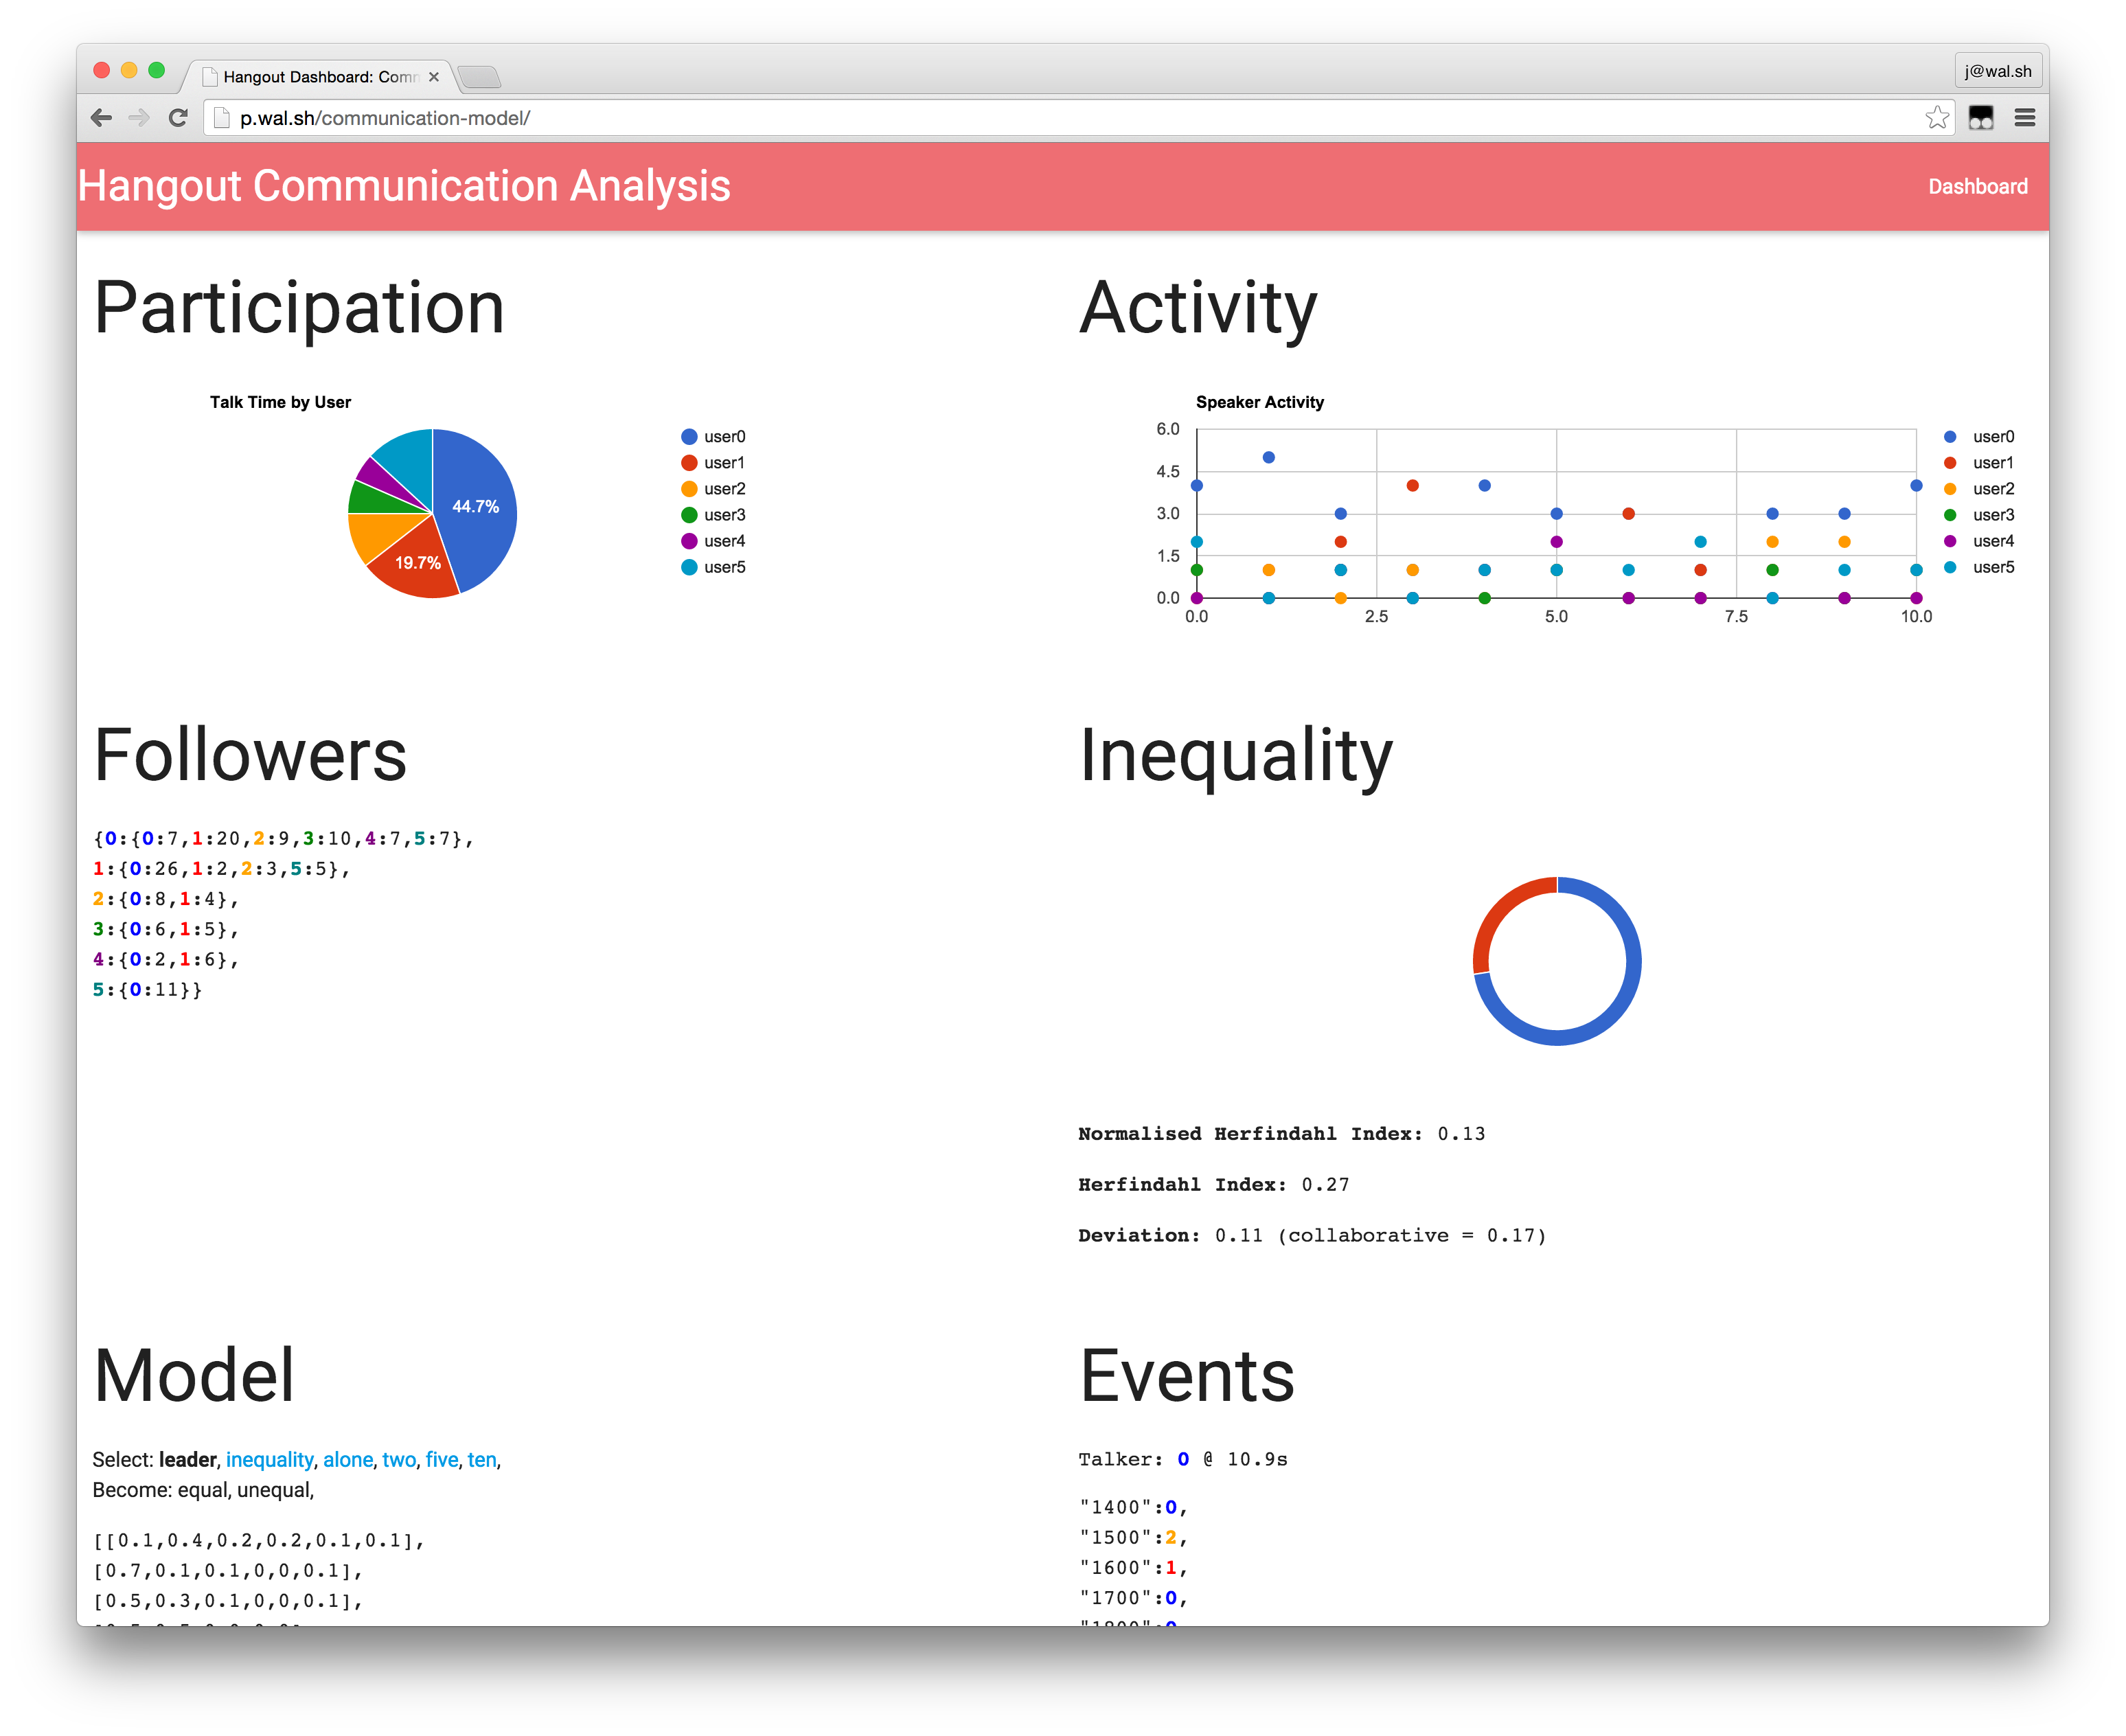 Hangout Dashboard: Com
j@wal.sh
p.wal.sh/communication-model/
Hangout Communication Analysis
Dashboard
Participation
Talk Time by User
44.7%
19.7%
user0
user1
user2
user3
user4
user5
Activity
Speaker Activity
6.0
4.5
3.0
1.5
0.0
0.0 2.5 5.0 7.5 10.0
user0
user1
user2
user3
user4
user5
Followers
{0:{0:7,1:20,2:9,3:10,4:7,5:7},
1:{0:26,1:2,2:3,5:5},
2:{0:8,1:4},
3:{0:6,1:5},
4:{0:2,1:6},
5:{0:11}}
Inequality
Normalised Herfindahl Index: 0.13
Herfindahl Index: 0.27
Deviation: 0.11 (collaborative = 0.17)
Model
Select: leader, inequality, alone, two, five, ten,
Become: equal, unequal,
[[0.1,0.4,0.2,0.2,0.1,0.1],
[0.7,0.1,0.1,0,0,0.1],
[0.5,0.3,0.1,0,0,0.1],
Events
Talker: 0 @ 10.9s
"1400":0,
"1500":2,
"1600":1,
"1700":0,